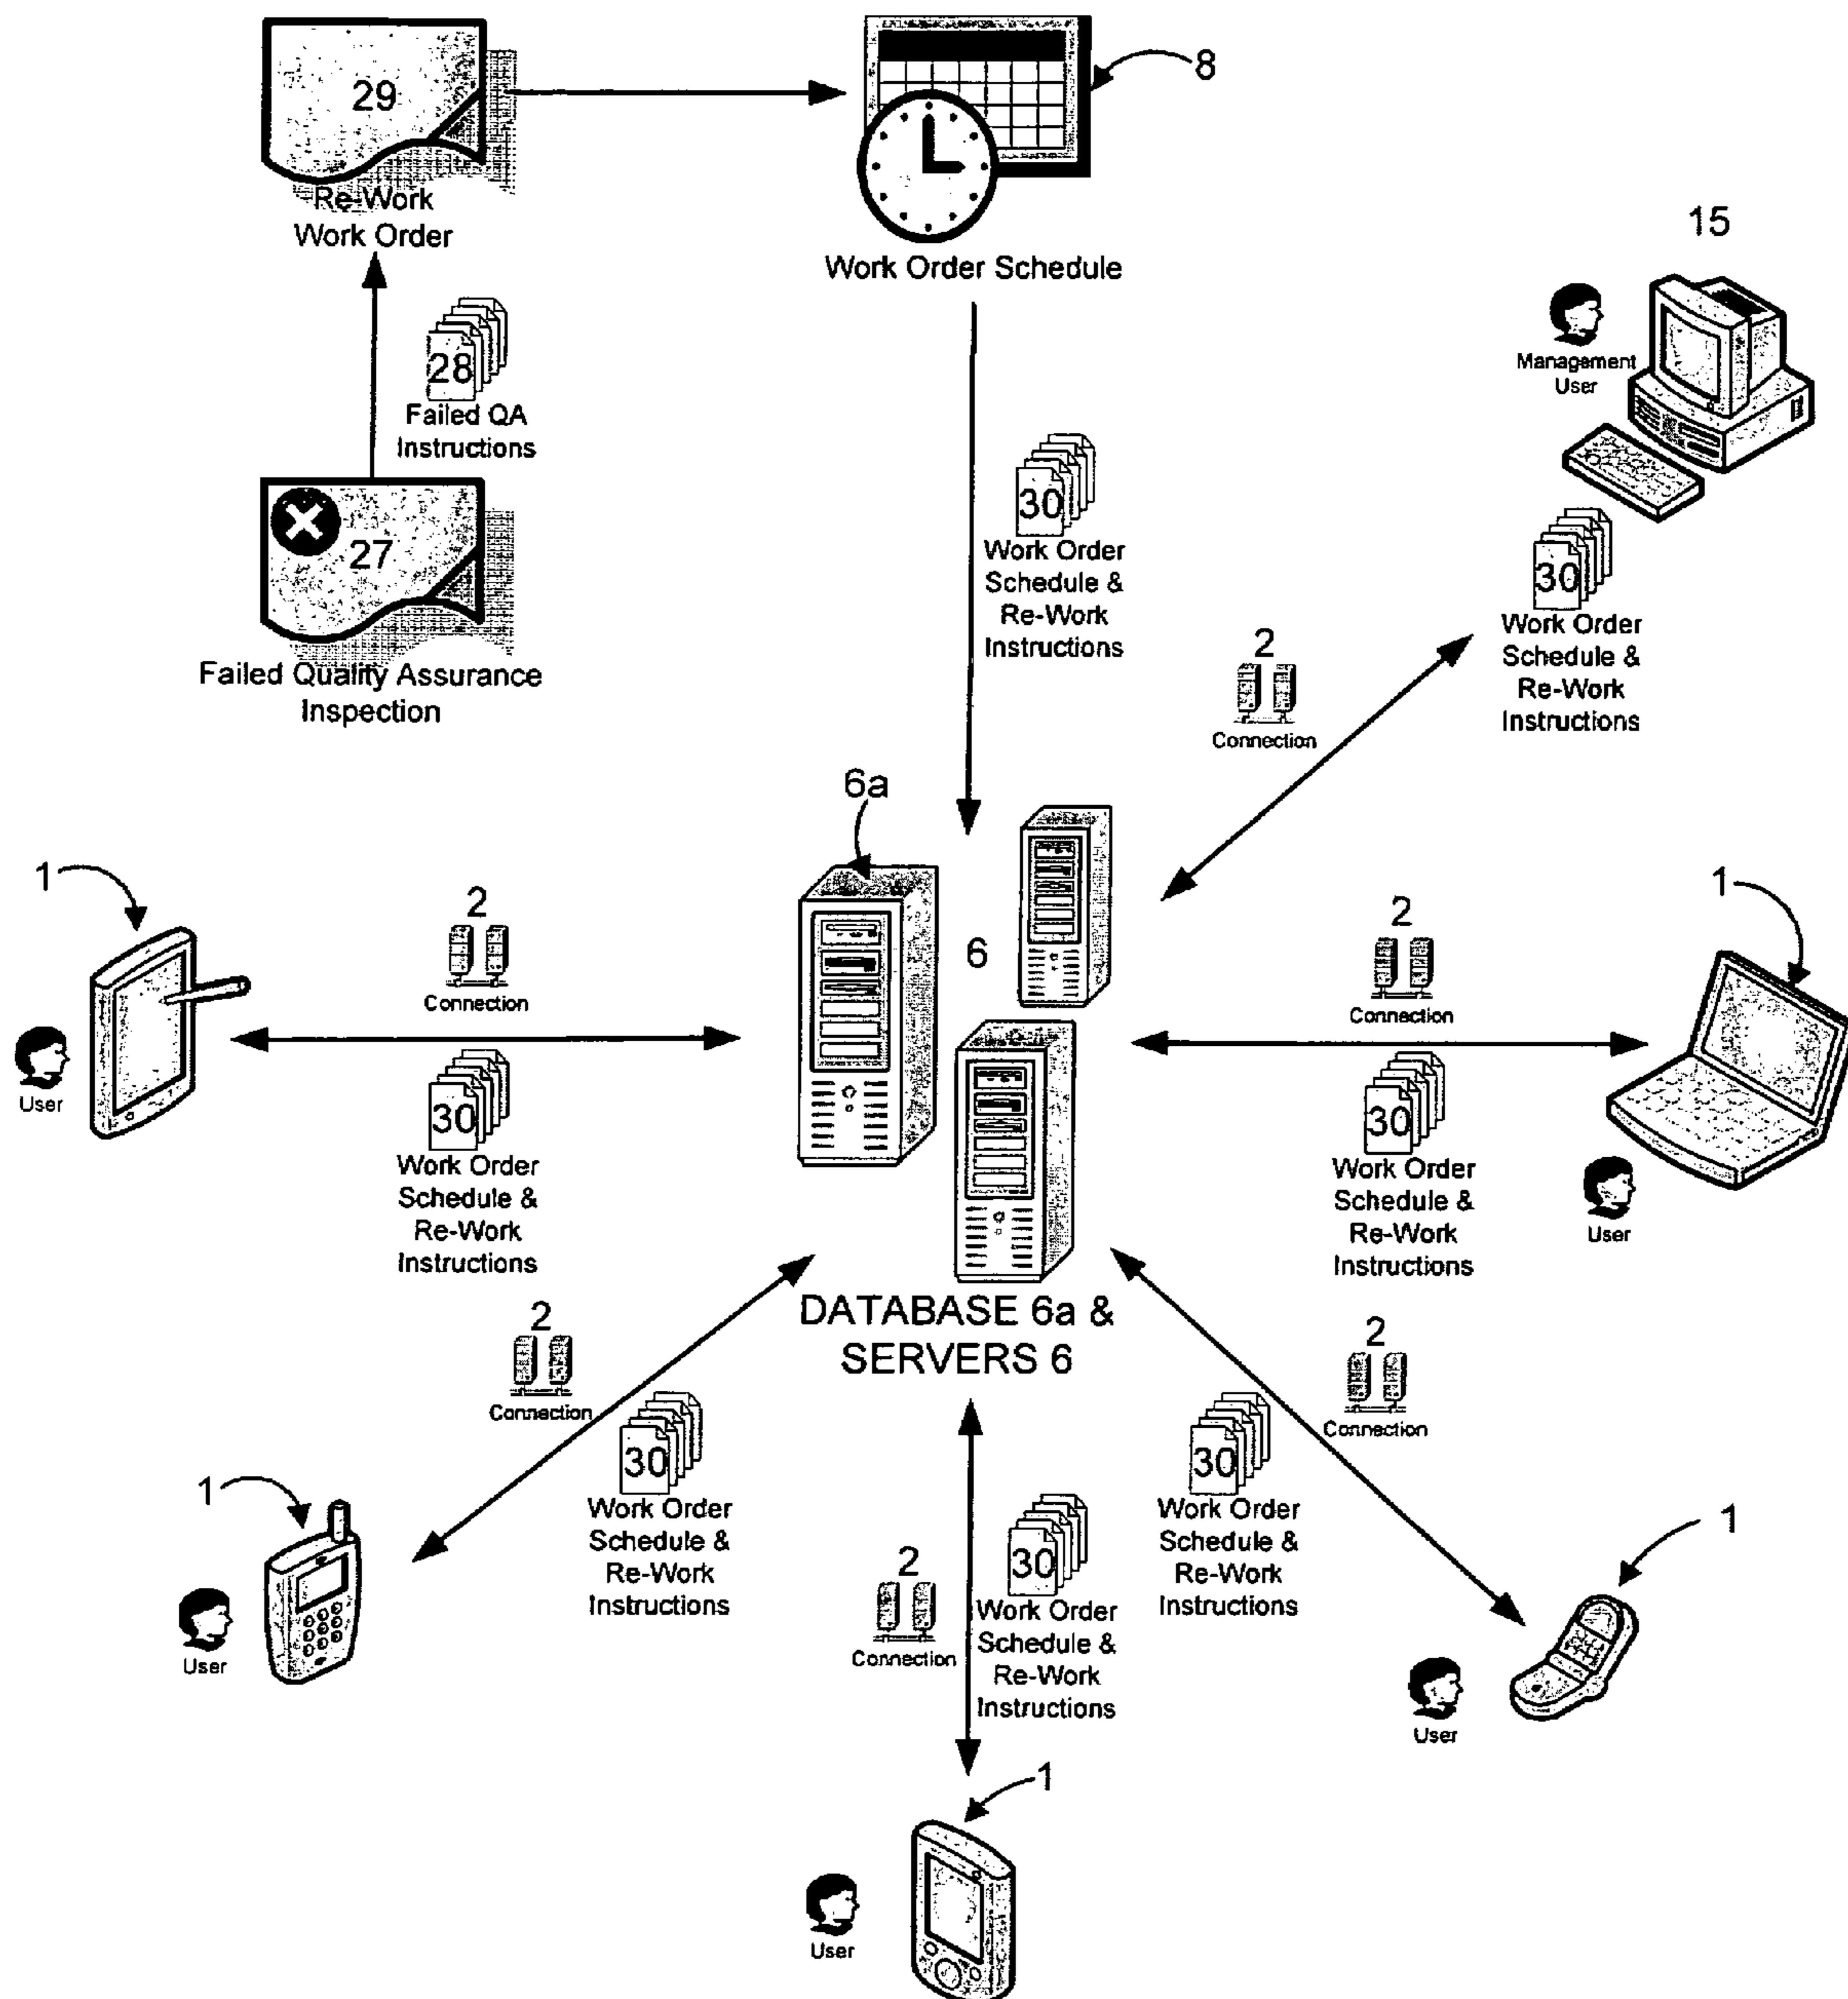 29
Re-Work
Work Order
8
Work Order Schedule
15
Management
User
28
Failed QA
Instructions
27
Failed Quality Assurance
Inspection
30
Work Order
Schedule &
Re-Work
Instructions
30
Work Order
Schedule &
Re-Work
Instructions
2
Connection
6a
6
1
User
2
Connection
30
Work Order
Schedule &
Re-Work
Instructions
2
Connection
30
Work Order
Schedule &
Re-Work
Instructions
1
User
DATABASE 6a &
SERVERS 6
2
Connection
30
Work Order
Schedule &
Re-Work
Instructions
1
User
2
Connection
30
Work Order
Schedule &
Re-Work
Instructions
2
Connection
30
Work Order
Schedule &
Re-Work
Instructions
1
User
1
User